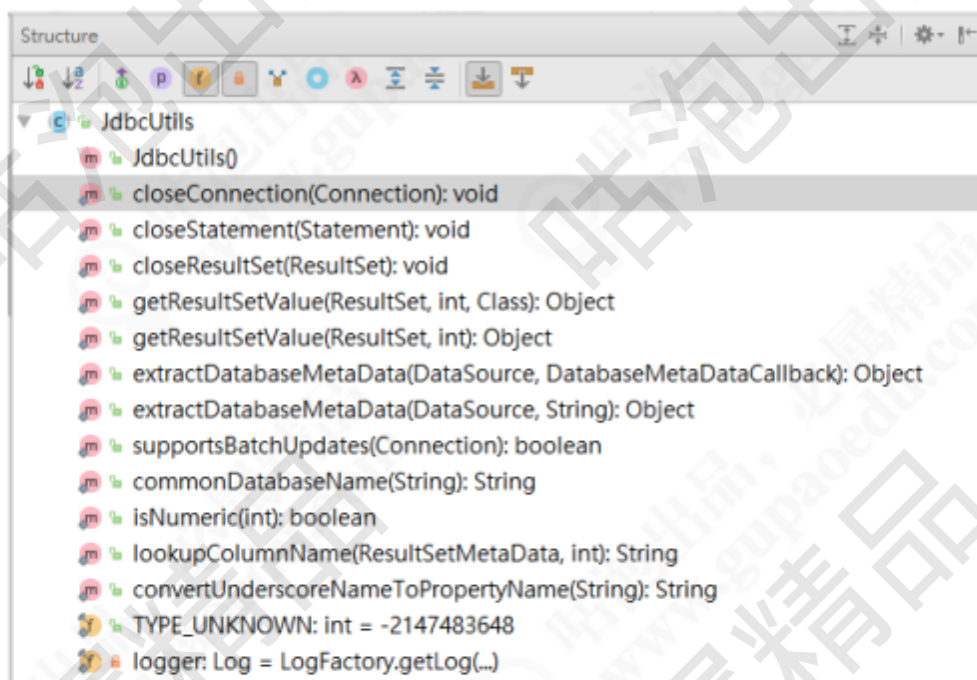 Structure
JdbcUtils
JdbcUtils()
closeConnection(Connection): void
closeStatement(Statement): void
closeResultSet(ResultSet): void
getResultSetValue(ResultSet, int, Class): Object
getResultSetValue(ResultSet, int): Object
extractDatabaseMetaData(DataSource, DatabaseMetaDataCallback): Object
extractDatabaseMetaData(DataSource, String): Object
supportsBatchUpdates(Connection): boolean
commonDatabaseName(String): String
isNumeric(int): boolean
lookupColumnName(ResultSetMetaData, int): String
convertUnderscoreNameToPropertyName(String): String
TYPE_UNKNOWN: int = -2147483648
logger: Log = LogFactory.getLog(...)